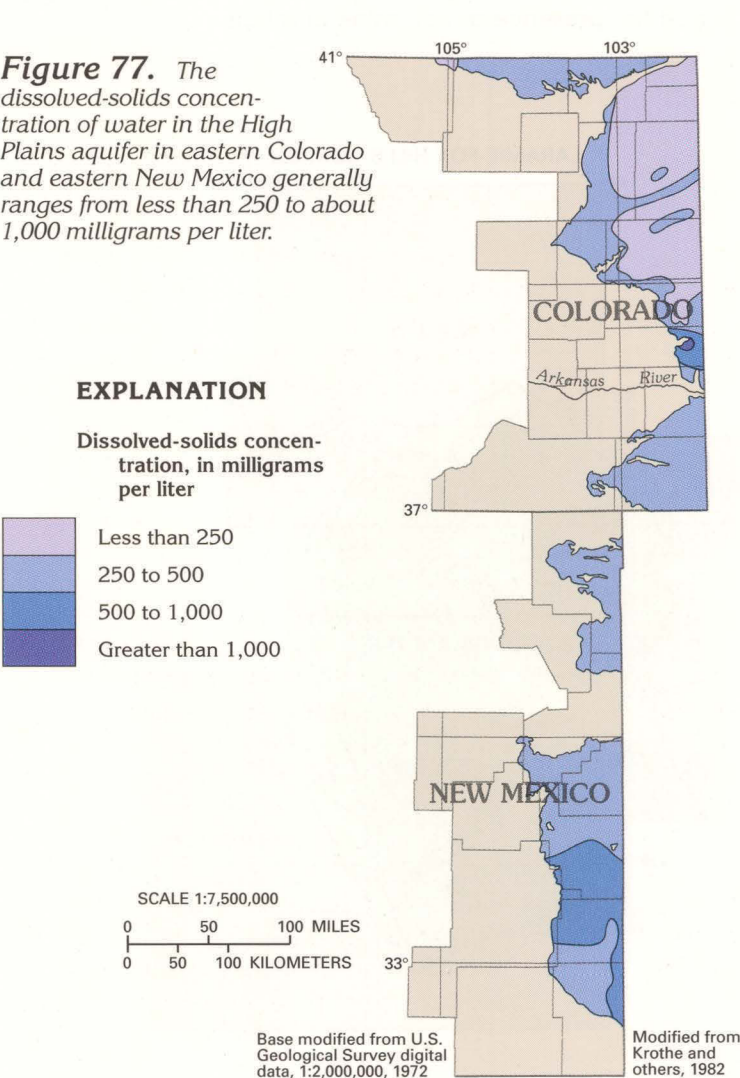 Figure 77. The
dissolved-solids concen-
tration of water in the High
Plains aquifer in eastern Colorado
and eastern New Mexico generally
ranges from less than 250 to about
1,000 milligrams per liter.
41°
105°
103°
COLORADO
Arkansas River
37°
EXPLANATION
Dissolved-solids concen-
tration, in milligrams
per liter
Less than 250
250 to 500
500 to 1,000
Greater than 1,000
NEW MEXICO
SCALE 1:7,500,000
0 50 100 MILES
0 50 100 KILOMETERS
33°
Base modified from U.S.
Geological Survey digital
data, 1:2,000,000, 1972
Modified from
Krothe and
others, 1982